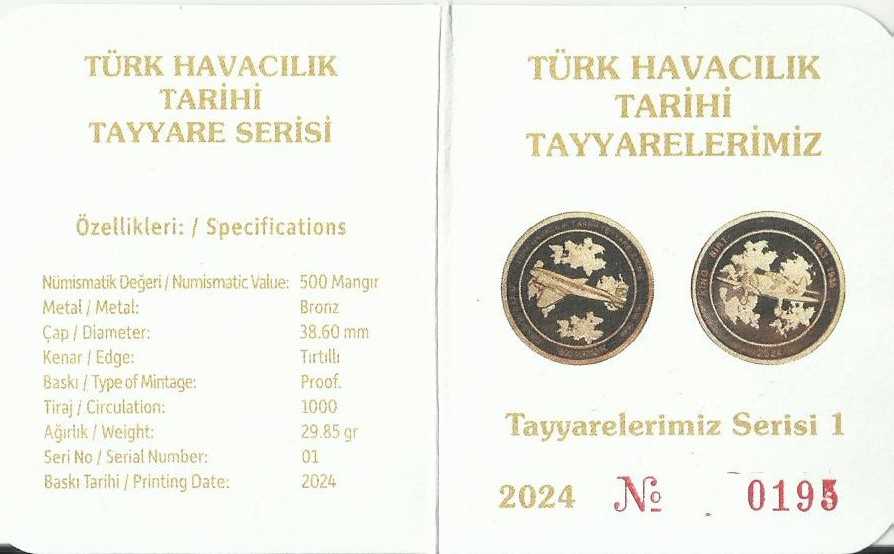 TÜRK HAVACILIK
TARİHİ
TAYYARE SERİSİ
Özellikleri: / Specifications
Nümismatik Değeri / Numismatic Value: 500 Mangır
Metal / Metal: Bronz
Çap / Diameter: 38.60 mm
Kenar / Edge: Tırtıllı
Baskı / Type of Mintage: Proof.
Tiraj / Circulation: 1000
Ağırlık / Weight: 29.85 gr
Seri No / Serial Number: 01
Baskı Tarihi / Printing Date: 2024
TÜRK HAVACILIK
TARİHİ
TAYYARELERİMİZ
2024
Tayyarelerimiz Serisi 1
2024 № 0195